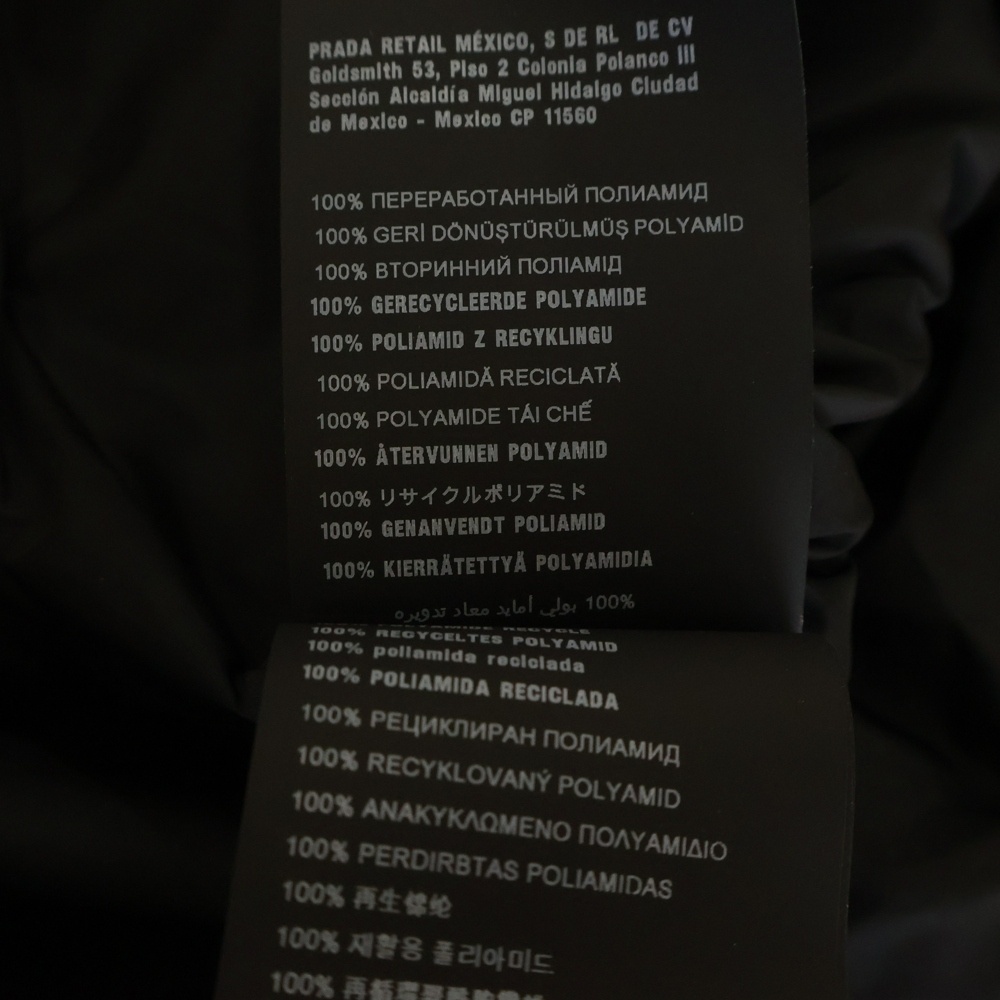 PRADA RETAIL MÉXICO, S DE RL DE CV
Goldsmith 53, Piso 2 Colonia Polanco III
Sección Alcaldía Miguel Hidalgo Ciudad
de Mexico - Mexico CP 11560
100% ПЕРЕРАБОТАННЫЙ ПОЛИАМИД
100% GERİ DÖNÜŞTÜRÜLMÜŞ POLYAMİD
100% ВТОРИННИЙ ПОЛІАМІД
100% GERECYCLEERDE POLYAMIDE
100% POLIAMID Z RECYKLINGU
100% POLIAMIDĂ RECICLATĂ
100% POLYAMIDE TÁI CHẾ
100% ÅTERVUNNEN POLYAMID
100% リサイクルポリアミド
100% GENANVENDT POLIAMID
100% KIERRÄTETTYÄ POLYAMIDIA
100% بولي امايد معاد تدويره
100% RECYCELTES POLYAMID
100% poliamida reciclada
100% POLIAMIDA RECICLADA
100% РЕЦИКЛИРАН ПОЛИАМИД
100% RECYKLOVANÝ POLYAMID
100% ΑΝΑΚΥΚΛΩΜΕΝΟ ΠΟΛΥΑΜΙΔΙΟ
100% PERDIRBTAS POLIAMIDAS
100% 再生锦纶
100% 재활용 폴리아미드
100%